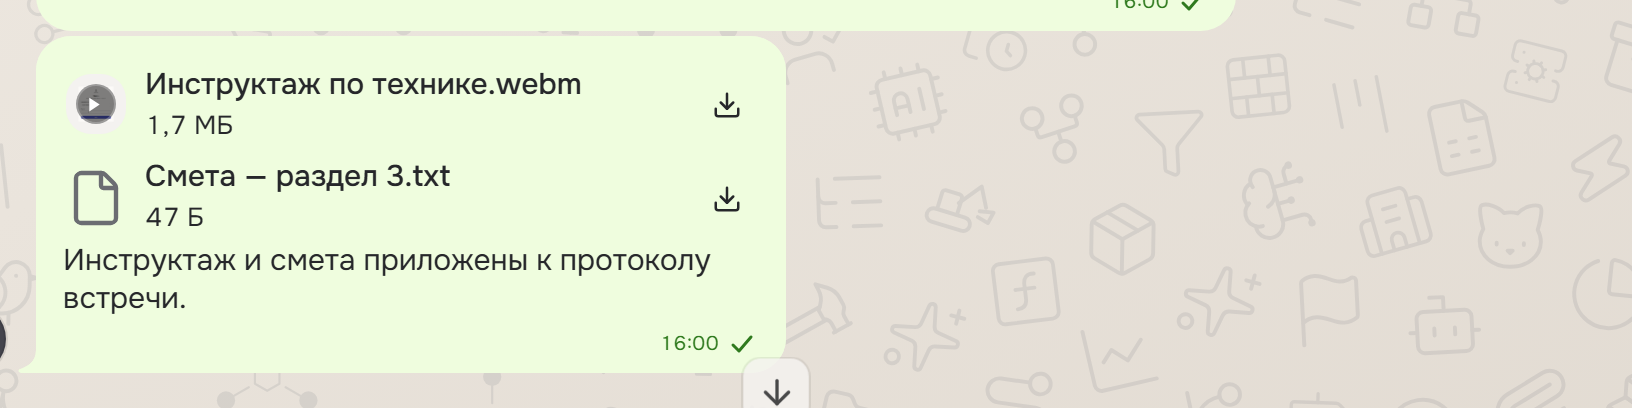 16:00
Инструктаж по технике.webm
1,7 МБ
Смета — раздел 3.txt
47 Б
Инструктаж и смета приложены к протоколу
встречи.
16:00
AI